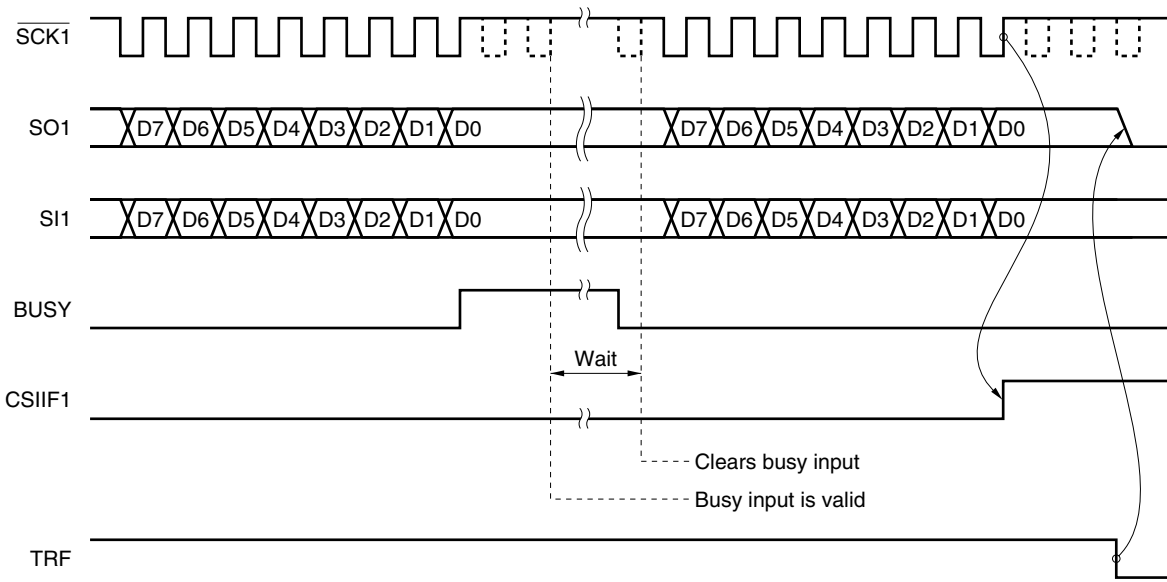 SCK1
SO1 D7 D6 D5 D4 D3 D2 D1 D0 D7 D6 D5 D4 D3 D2 D1 D0
SI1 D7 D6 D5 D4 D3 D2 D1 D0 D7 D6 D5 D4 D3 D2 D1 D0
BUSY
Wait
CSIIF1
Clears busy input
Busy input is valid
TRF